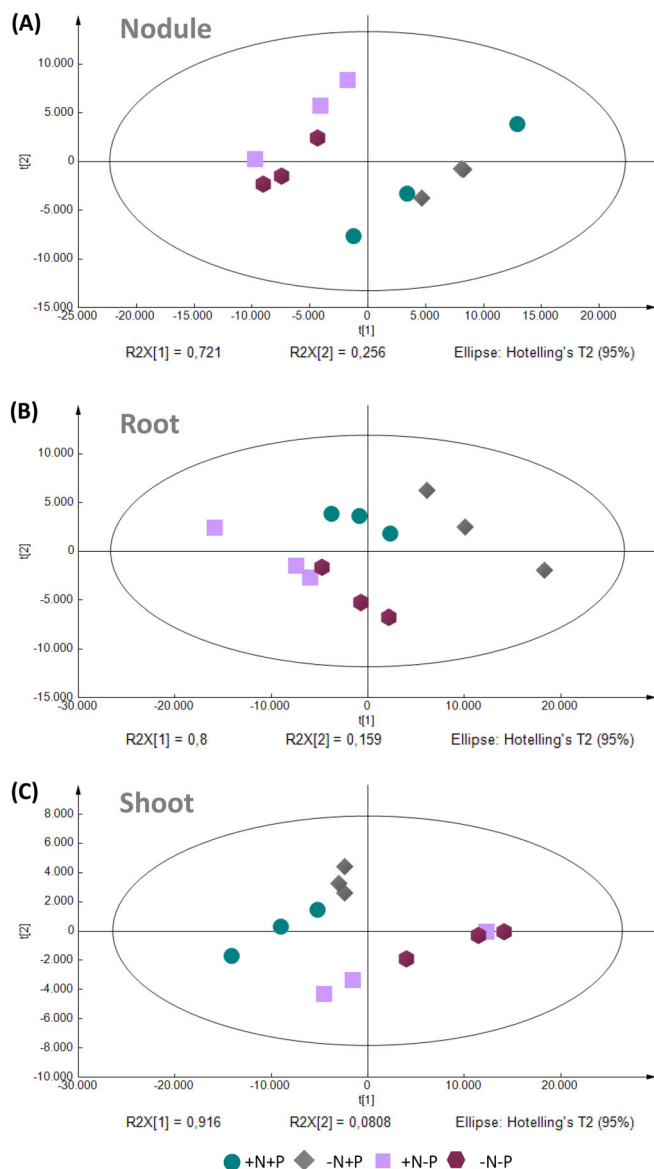 (A) Nodule
10.000
5.000
t[2]
0
-5.000
-10.000
-15.000
-25.000 -20.000 -15.000 -10.000 -5.000 0 5.000 10.000 15.000 20.000
t[1]
R2X[1] = 0,721 R2X[2] = 0,256 Ellipse: Hotelling's T2 (95%)
(B) Root
10.000
5.000
t[2]
0
-5.000
-10.000
-15.000
-30.000 -20.000 -10.000 0 10.000 20.000
t[1]
R2X[1] = 0,8 R2X[2] = 0,159 Ellipse: Hotelling's T2 (95%)
(C) Shoot
8.000
6.000
4.000
2.000
t[2]
0
-2.000
-4.000
-6.000
-8.000
-10.000
-30.000 -20.000 -10.000 0 10.000 20.000
t[1]
R2X[1] = 0,916 R2X[2] = 0,0808 Ellipse: Hotelling's T2 (95%)
+N+P -N+P +N-P -N-P